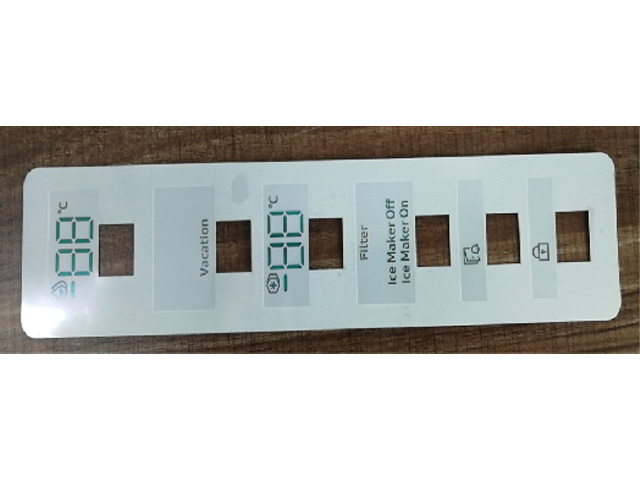 -88°C
Vacation
-88°C
Filter
Ice Maker Off
Ice Maker On